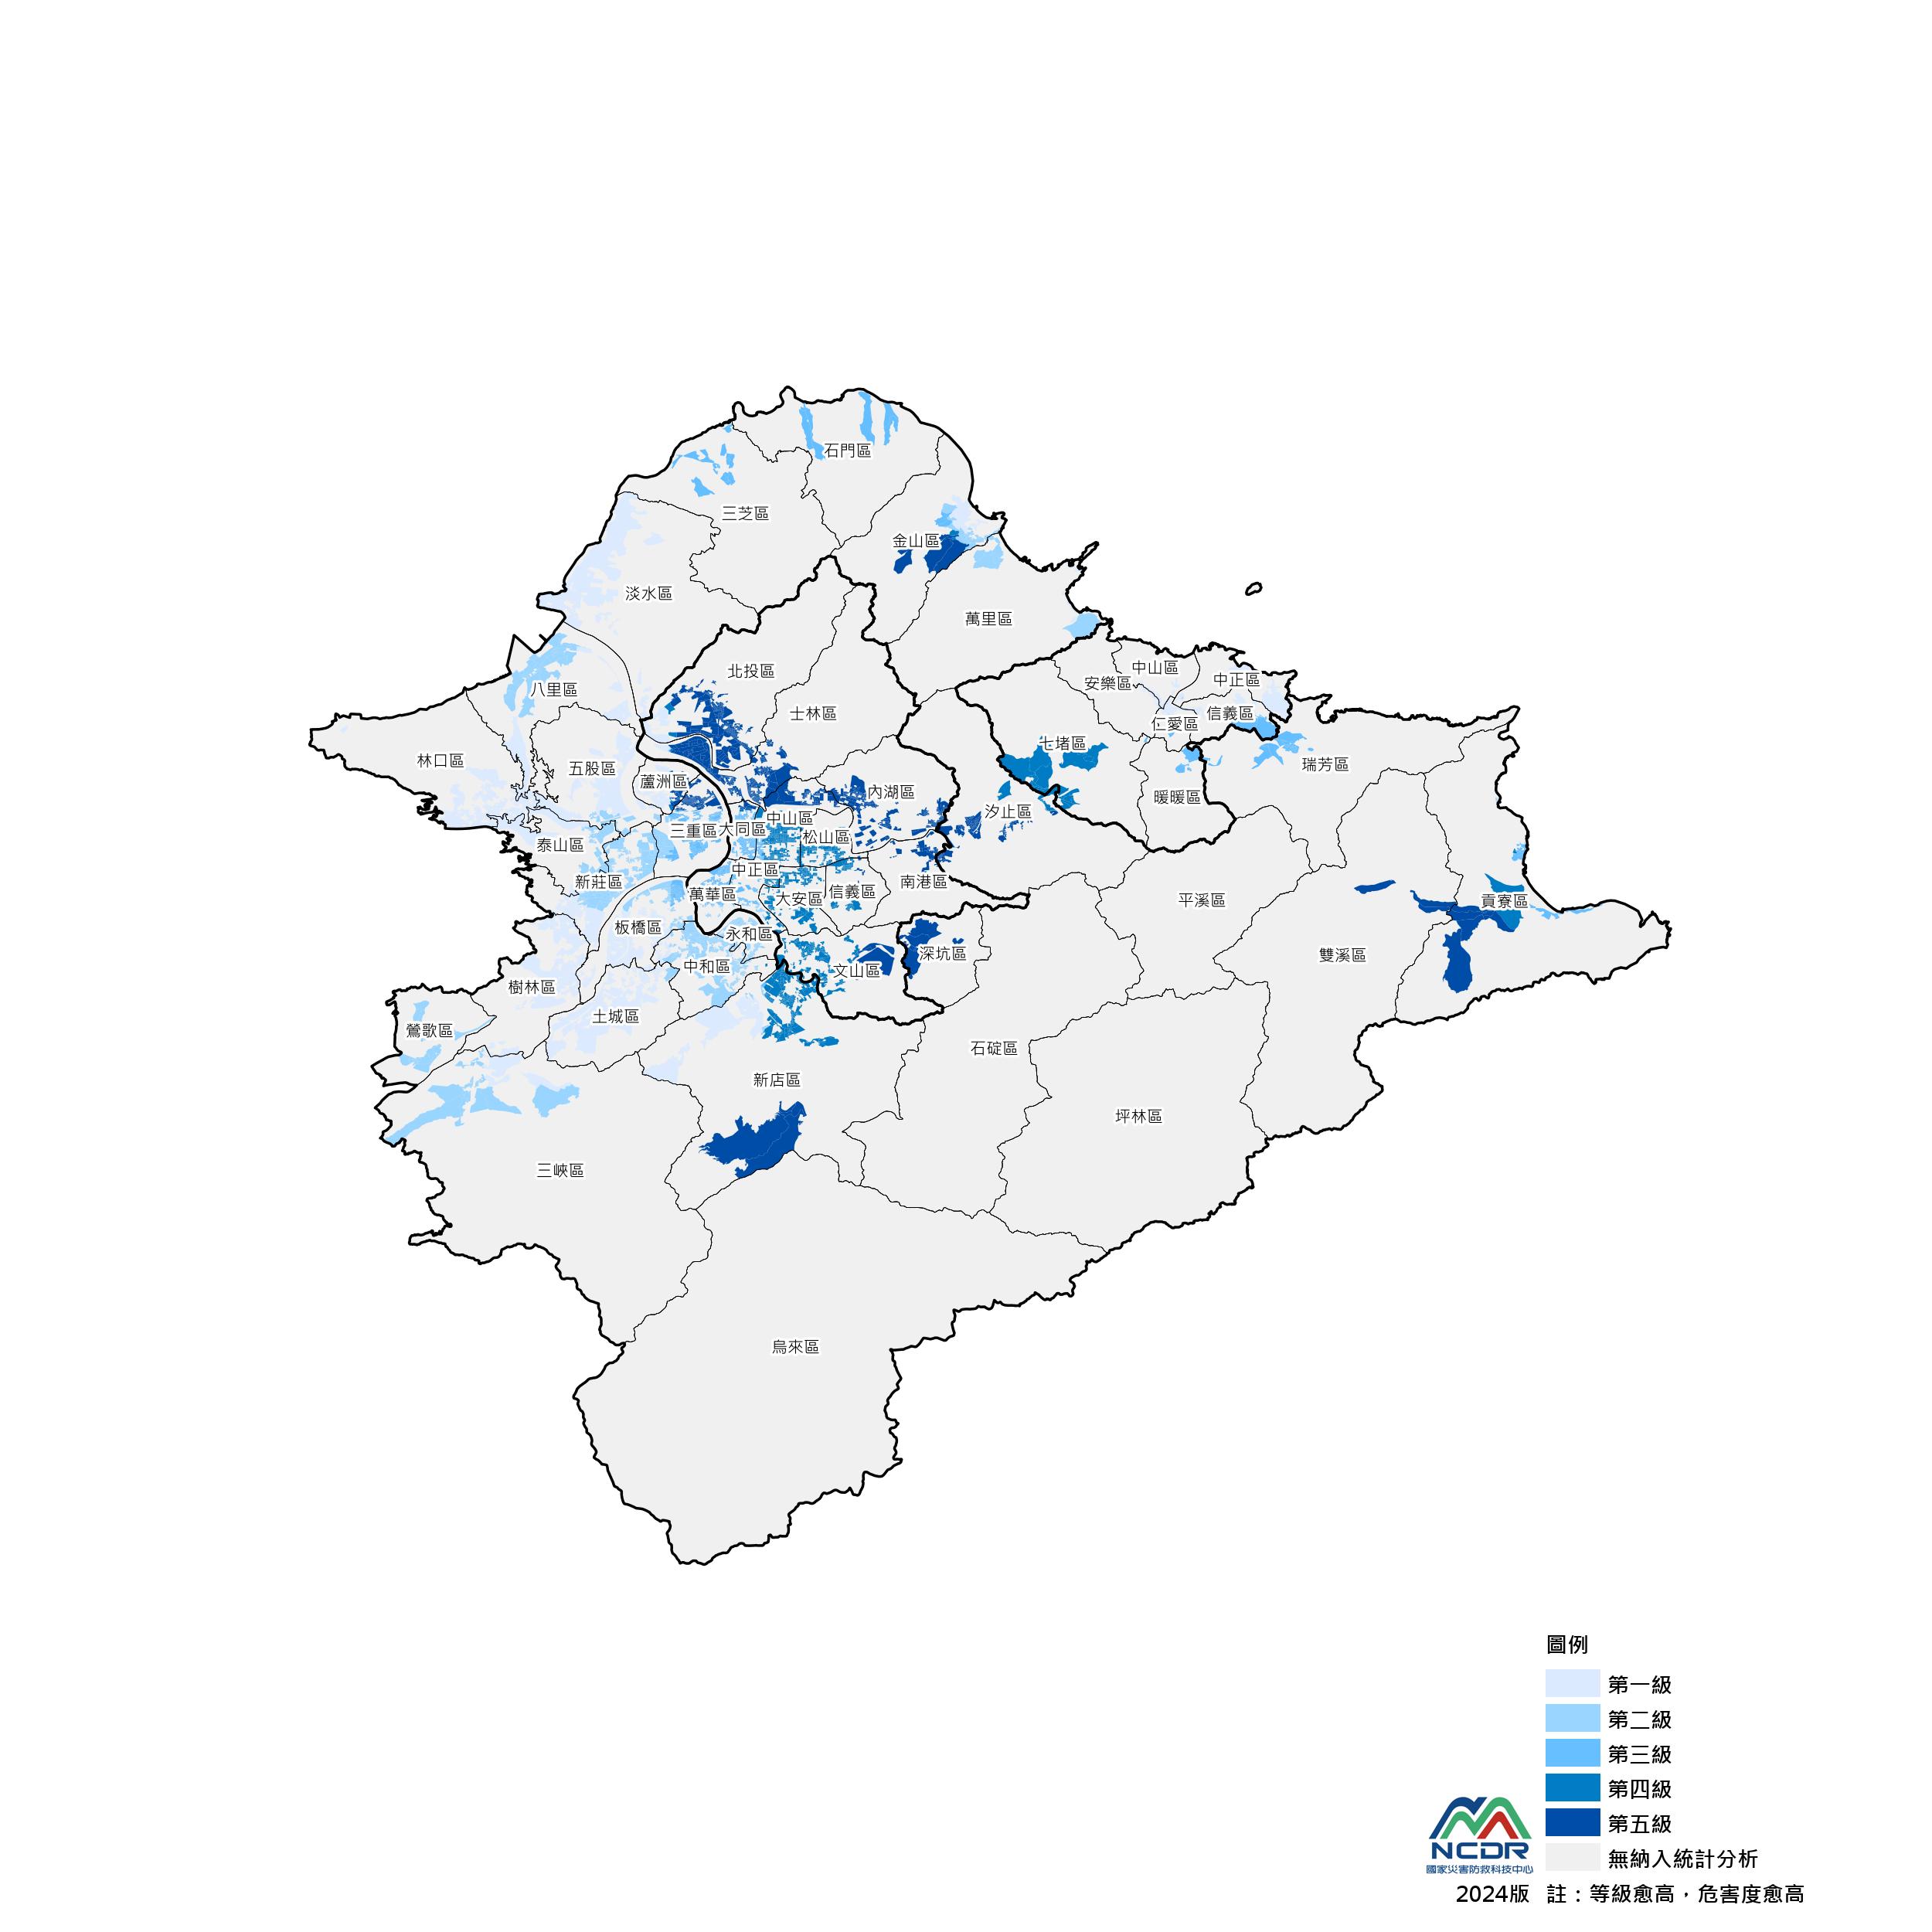 石門區
三芝區
金山區
淡水區
萬里區
北投區
中山區
中正區
安樂區
八里區
士林區
信義區
仁愛區
七堵區
林口區
五股區
瑞芳區
蘆洲區
內湖區
暖暖區
汐止區
中山區
三重區
大同區
松山區
泰山區
中正區
新莊區
南港區
萬華區
信義區
大安區
平溪區
貢寮區
板橋區
永和區
深坑區
雙溪區
中和區
文山區
樹林區
土城區
鶯歌區
石碇區
新店區
坪林區
三峽區
烏來區
圖例
第一級
第二級
第三級
第四級
第五級
無納入統計分析
NCDR
國家災害防救科技中心
2024版 註：等級愈高，危害度愈高